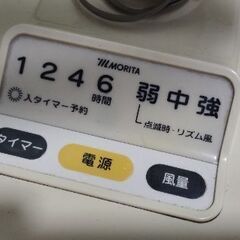 MORITA
1 2 4 6 時間 弱 中 強
入タイマー予約 点滅時・リズム風
タイマー 電源 風量